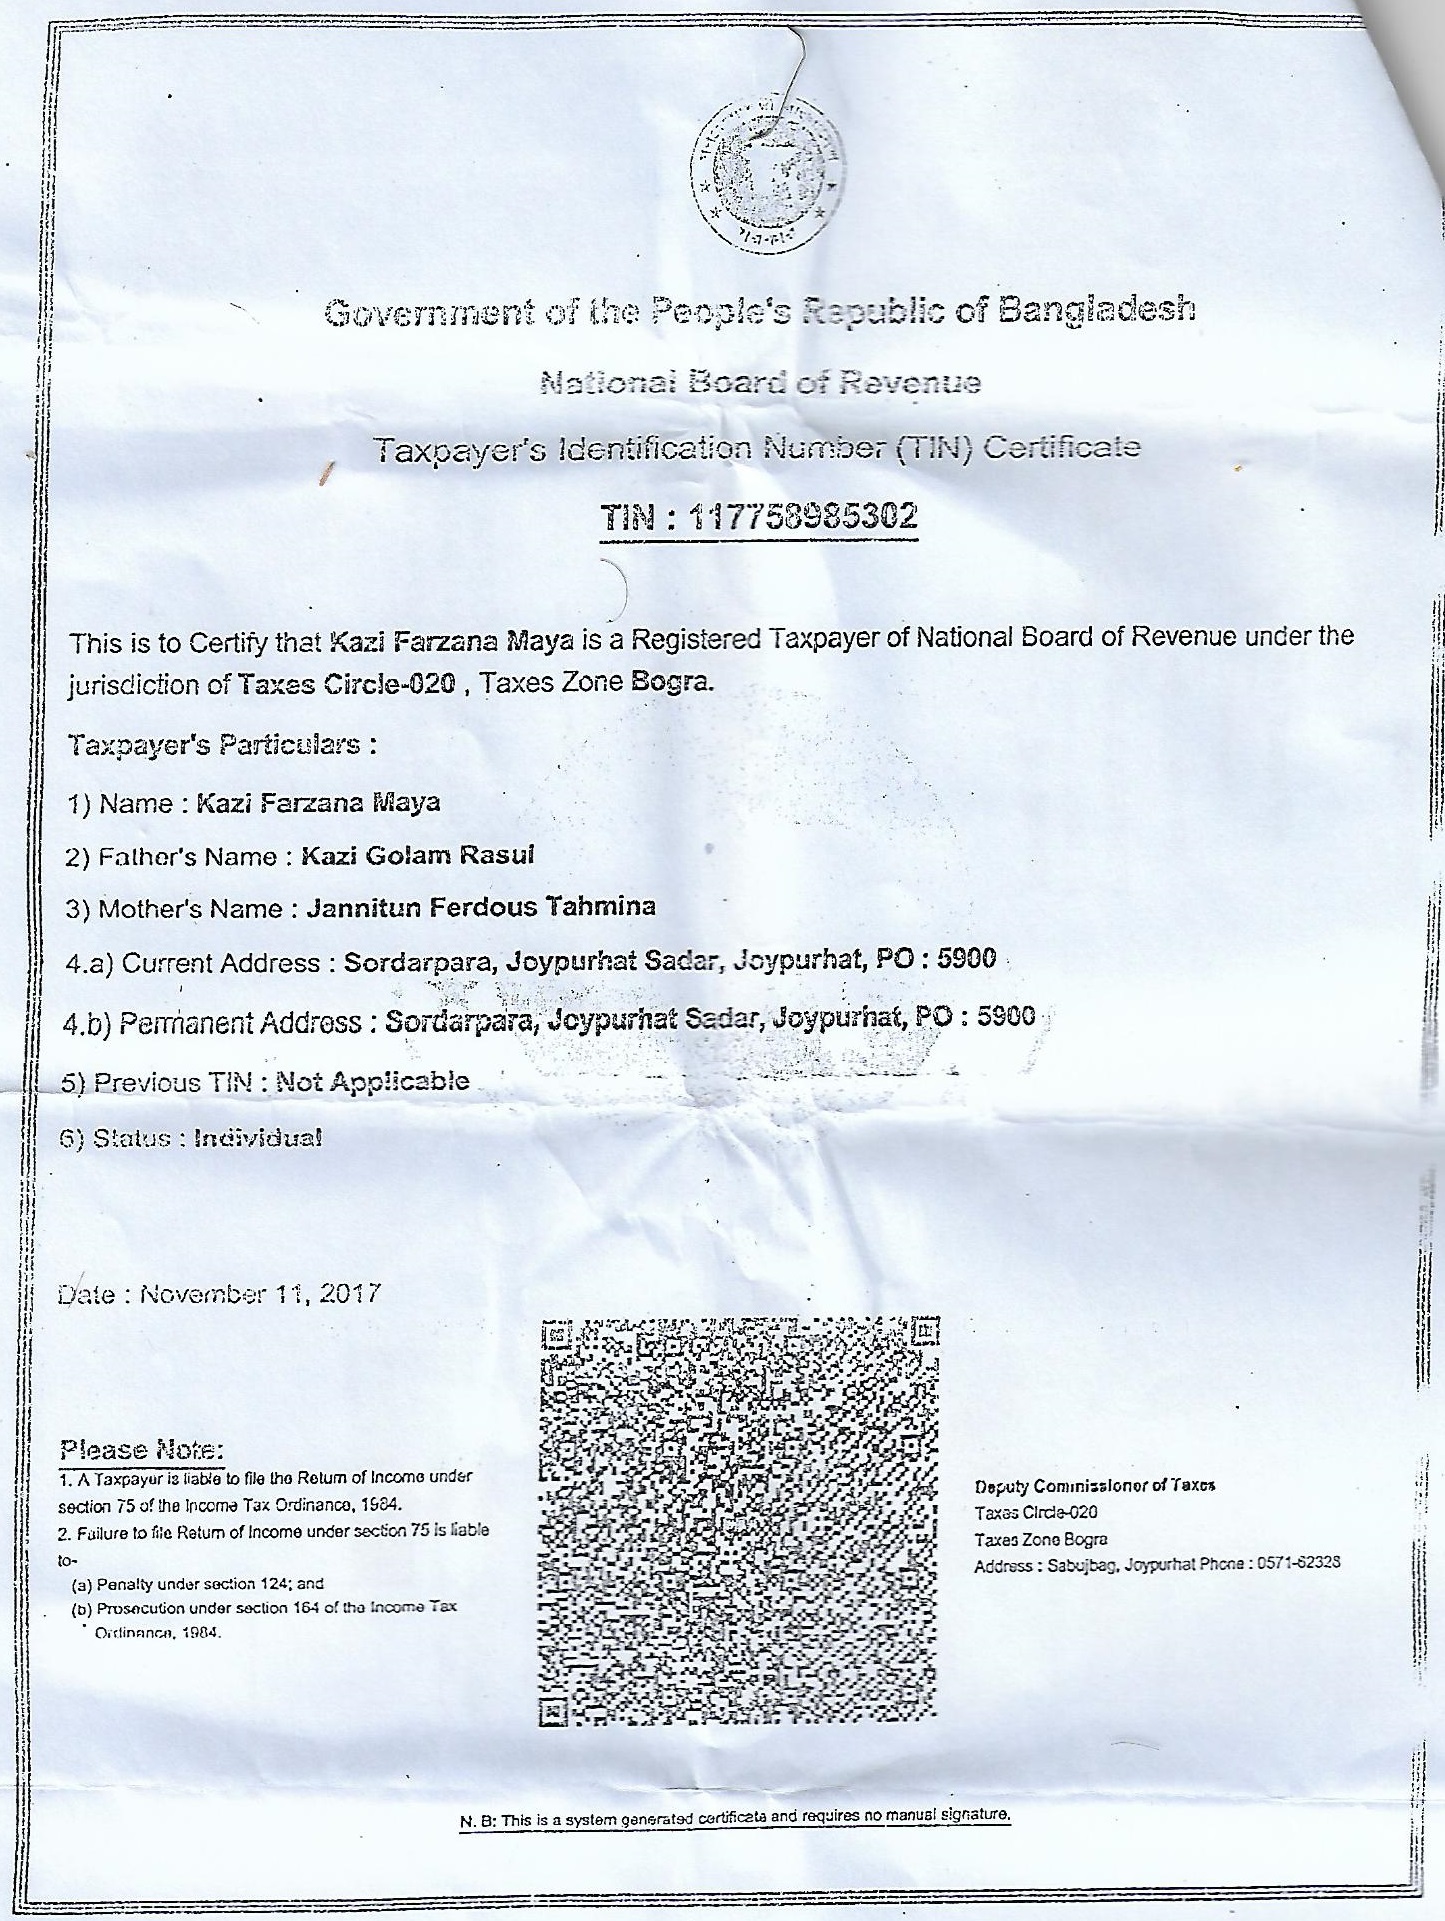 Government of the People's Republic of Bangladesh
National Board of Revenue
Taxpayer's Identification Number (TIN) Certificate
TIN : 117758985302
This is to Certify that Kazi Farzana Maya is a Registered Taxpayer of National Board of Revenue under the
jurisdiction of Taxes Circle-020 , Taxes Zone Bogra.
Taxpayer's Particulars :
1) Name : Kazi Farzana Maya
2) Father's Name : Kazi Golam Rasul
3) Mother's Name : Jannitun Ferdous Tahmina
4.a) Current Address : Sordarpara, Joypurhat Sadar, Joypurhat, PO : 5900
4.b) Permanent Address : Sordarpara, Joypurhat Sadar, Joypurhat, PO : 5900
5) Previous TIN : Not Applicable
6) Status : Individual
Date : November 11, 2017
Please Note:
1. A Taxpayer is liable to file the Return of Income under
section 75 of the Income Tax Ordinance, 1984.
2. Failure to file Return of Income under section 75 is liable
to-
(a) Penalty under section 124; and
(b) Prosecution under section 164 of the Income Tax
Ordinance, 1984.
Deputy Commissioner of Taxes
Taxes Circle-020
Taxes Zone Bogra
Address : Sabujbag, Joypurhat Phone : 0571-62328
N. B: This is a system generated certificate and requires no manual signature.